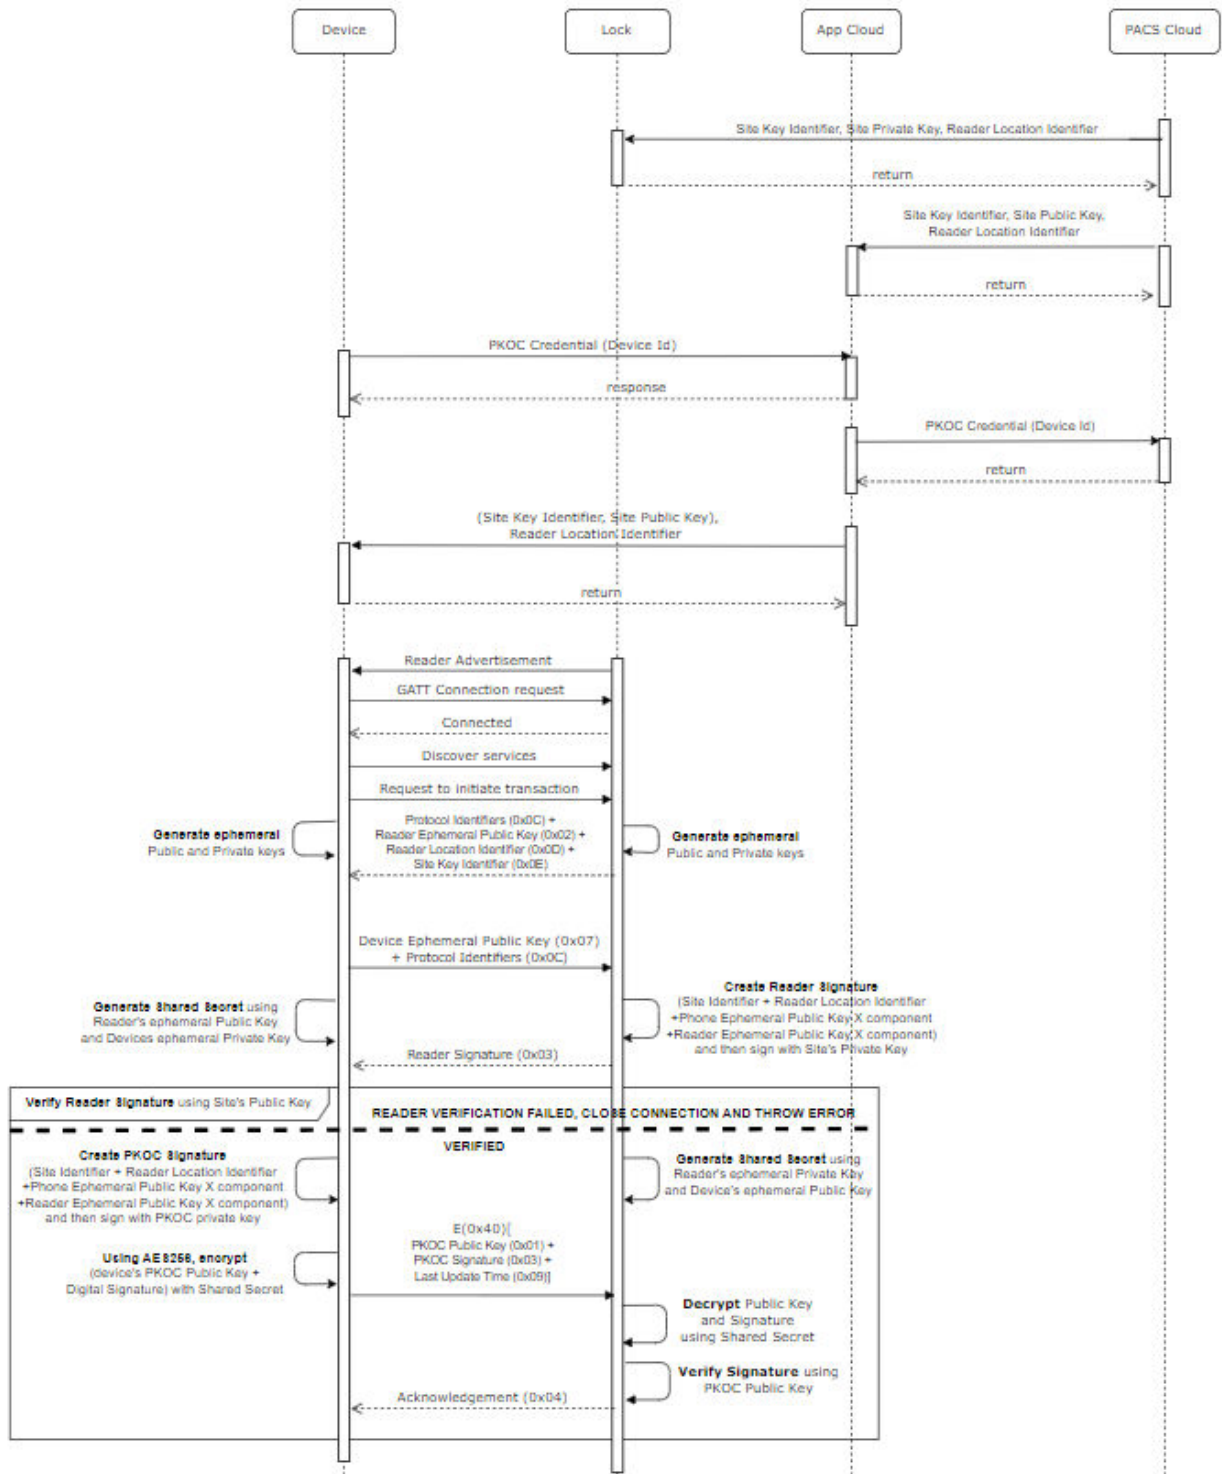 Device
Lock
App Cloud
PACS Cloud
Site Key Identifier, Site Private Key, Reader Location Identifier
return
Site Key Identifier, Site Public Key,
Reader Location Identifier
return
PKOC Credential (Device Id)
response
PKOC Credential (Device Id)
return
(Site Key Identifier, Site Public Key),
Reader Location Identifier
return
Reader Advertisement
GATT Connection request
Connected
Discover services
Request to initiate transaction
Generate ephemeral
Public and Private keys
Protocol Identifiers (0x0C) +
Reader Ephemeral Public Key (0x02) +
Reader Location Identifier (0x0D) +
Site Key Identifier (0x0E)
Generate ephemeral
Public and Private keys
Device Ephemeral Public Key (0x07)
+ Protocol Identifiers (0x0C)
Generate Shared Secret using
Reader's ephemeral Public Key
and Devices ephemeral Private Key
Create Reader Signature
(Site Identifier + Reader Location Identifier
+Phone Ephemeral Public Key X component
+Reader Ephemeral Public Key X component)
and then sign with Site's Private Key
Reader Signature (0x03)
Verify Reader Signature using Site's Public Key
READER VERIFICATION FAILED, CLOSE CONNECTION AND THROW ERROR
VERIFIED
Create PKOC Signature
(Site Identifier + Reader Location Identifier
+Phone Ephemeral Public Key X component
+Reader Ephemeral Public Key X component)
and then sign with PKOC private key
Generate Shared Secret using
Reader's ephemeral Private Key
and Device's ephemeral Public Key
Using AES256, encrypt
(device's PKOC Public Key +
Digital Signature) with Shared Secret
E(0x40)[
PKOC Public Key (0x01) +
PKOC Signature (0x03) +
Last Update Time (0x09)]
Decrypt Public Key
and Signature
using Shared Secret
Verify Signature using
PKOC Public Key
Acknowledgement (0x04)